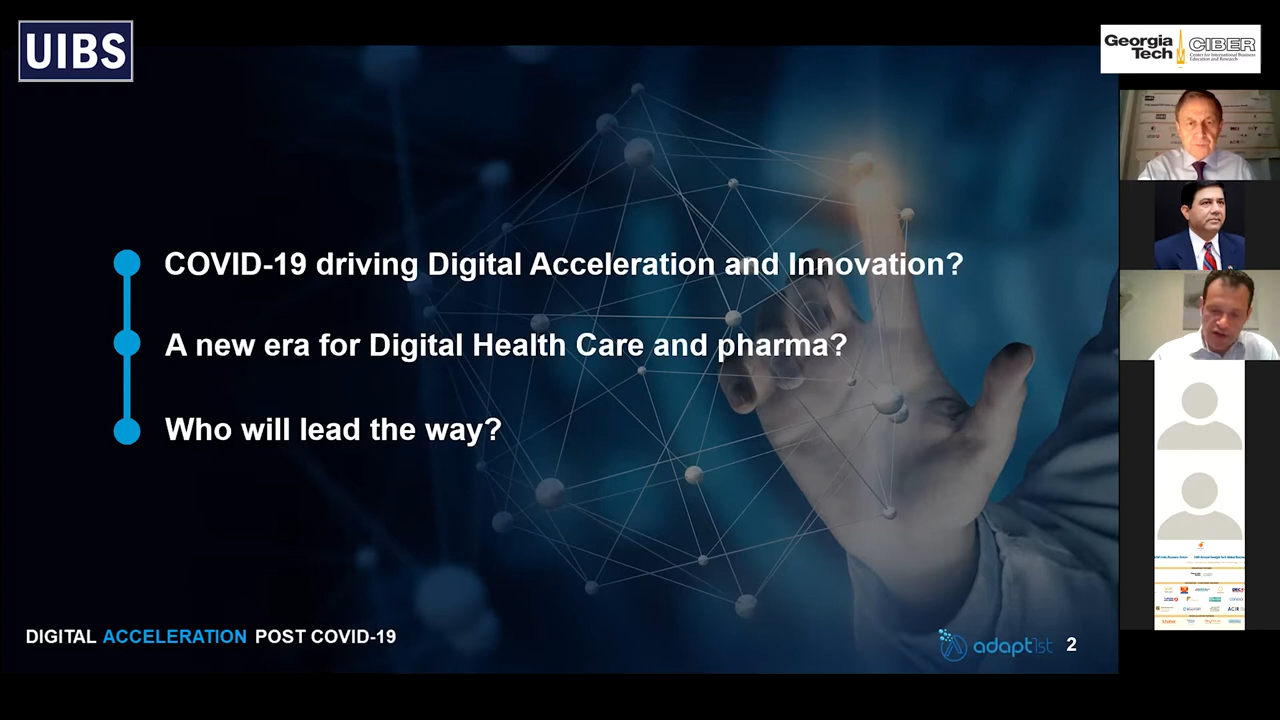 UIBS
Georgia Tech
CIBER
Center for International Business
Education and Research
COVID-19 driving Digital Acceleration and Innovation?
A new era for Digital Health Care and pharma?
Who will lead the way?
DIGITAL ACCELERATION POST COVID-19
adapt1st
2